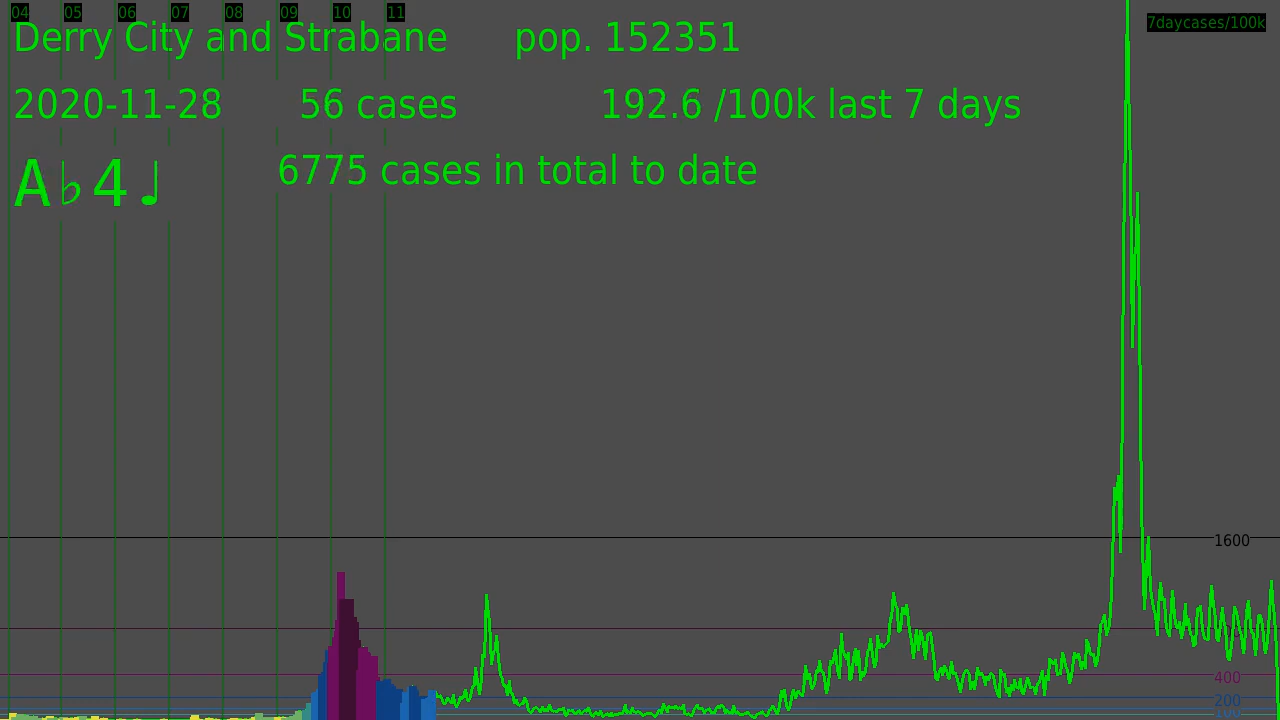 04 05 06 07 08 09 10 11
7daycases/100k
Derry City and Strabane pop. 152351
2020-11-28 56 cases 192.6 /100k last 7 days
A♭4♩ 6775 cases in total to date
1600
400
200
100